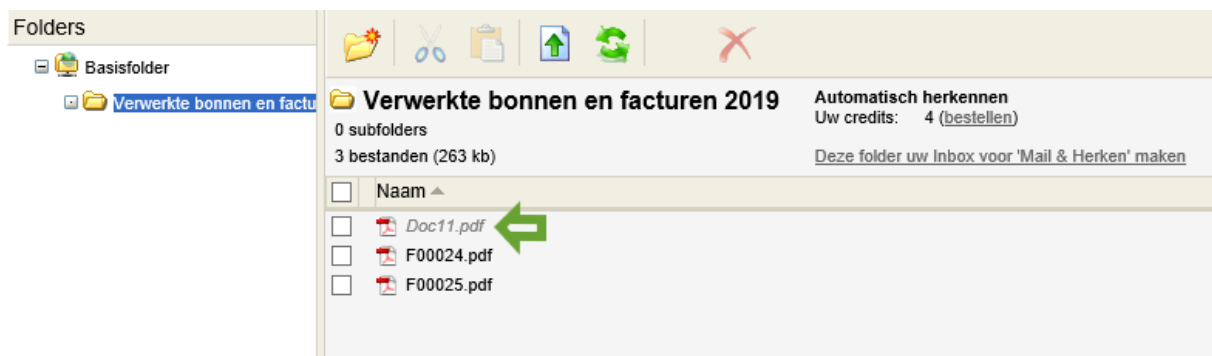 Folders
Basisfolder
Verwerkte bonnen en factu
Verwerkte bonnen en facturen 2019
0 subfolders
3 bestanden (263 kb)
Automatisch herkennen
Uw credits: 4 (bestellen)
Deze folder uw Inbox voor 'Mail & Herken' maken
Naam
Doc11.pdf
F00024.pdf
F00025.pdf